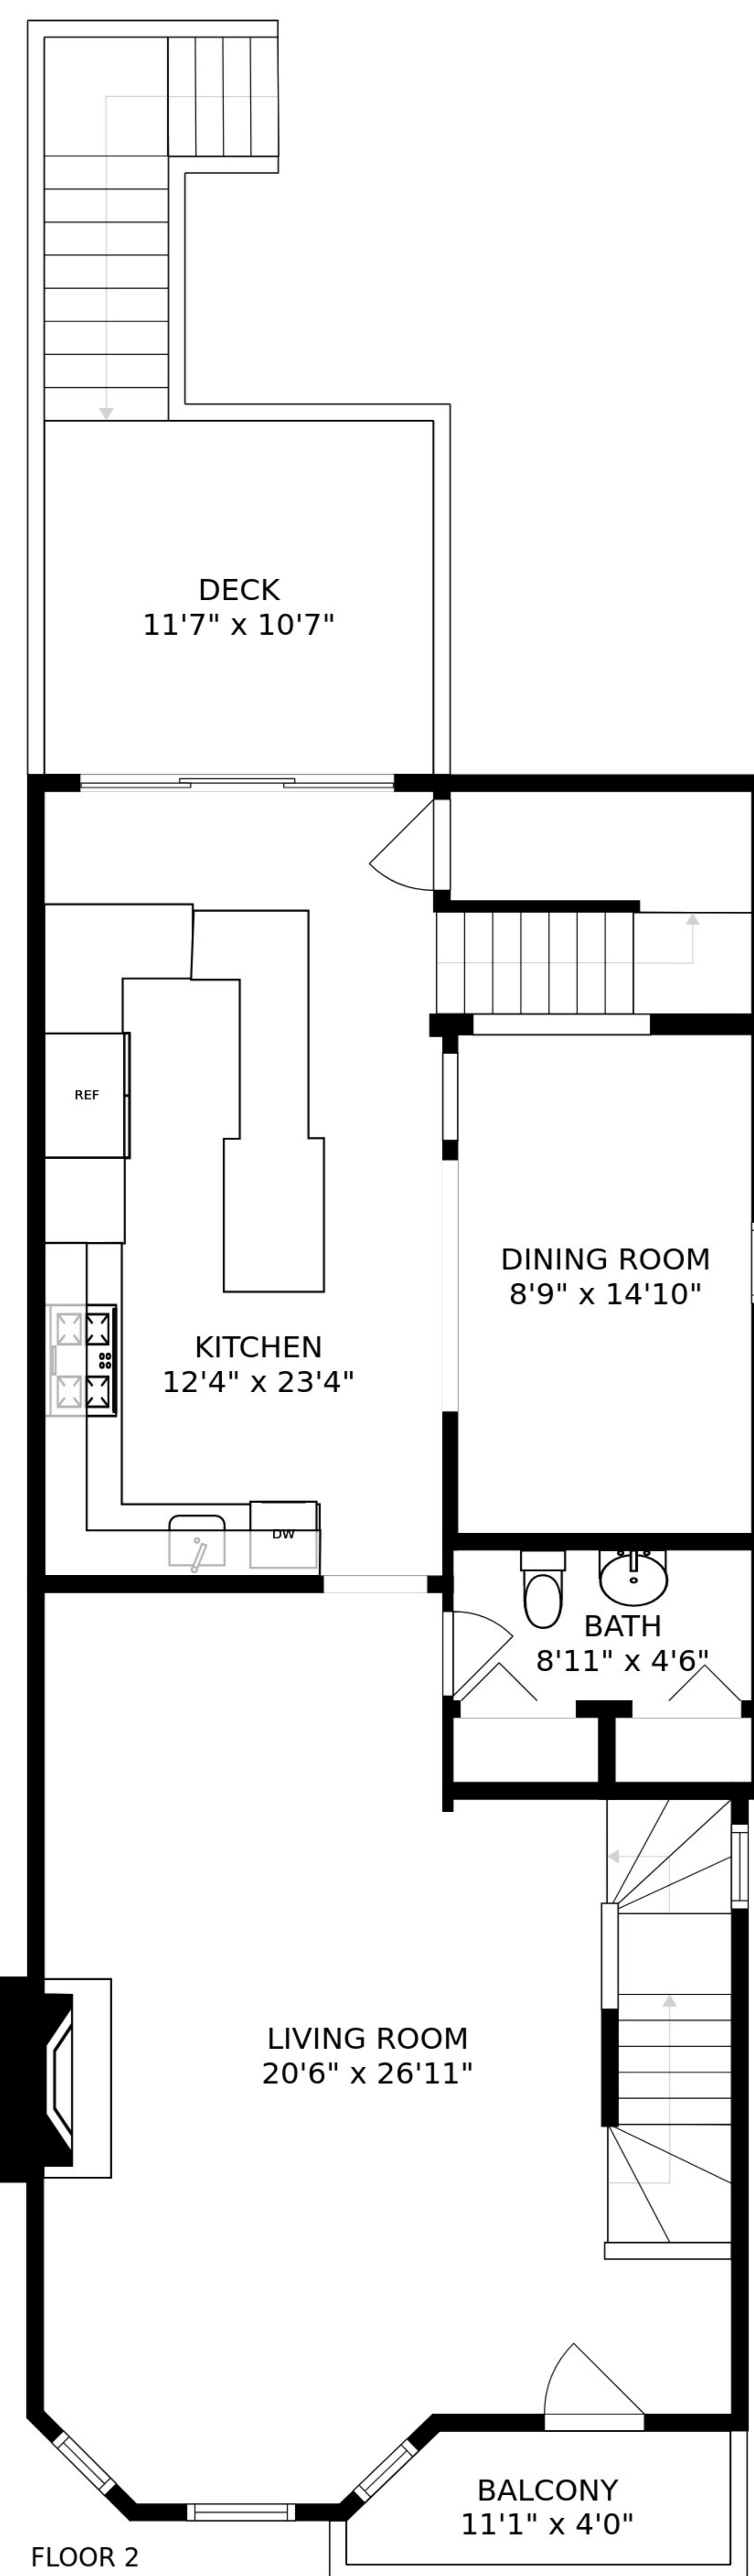 DECK
11'7" x 10'7"
REF
DINING ROOM
8'9" x 14'10"
KITCHEN
12'4" x 23'4"
DW
BATH
8'11" x 4'6"
LIVING ROOM
20'6" x 26'11"
BALCONY
11'1" x 4'0"
FLOOR 2